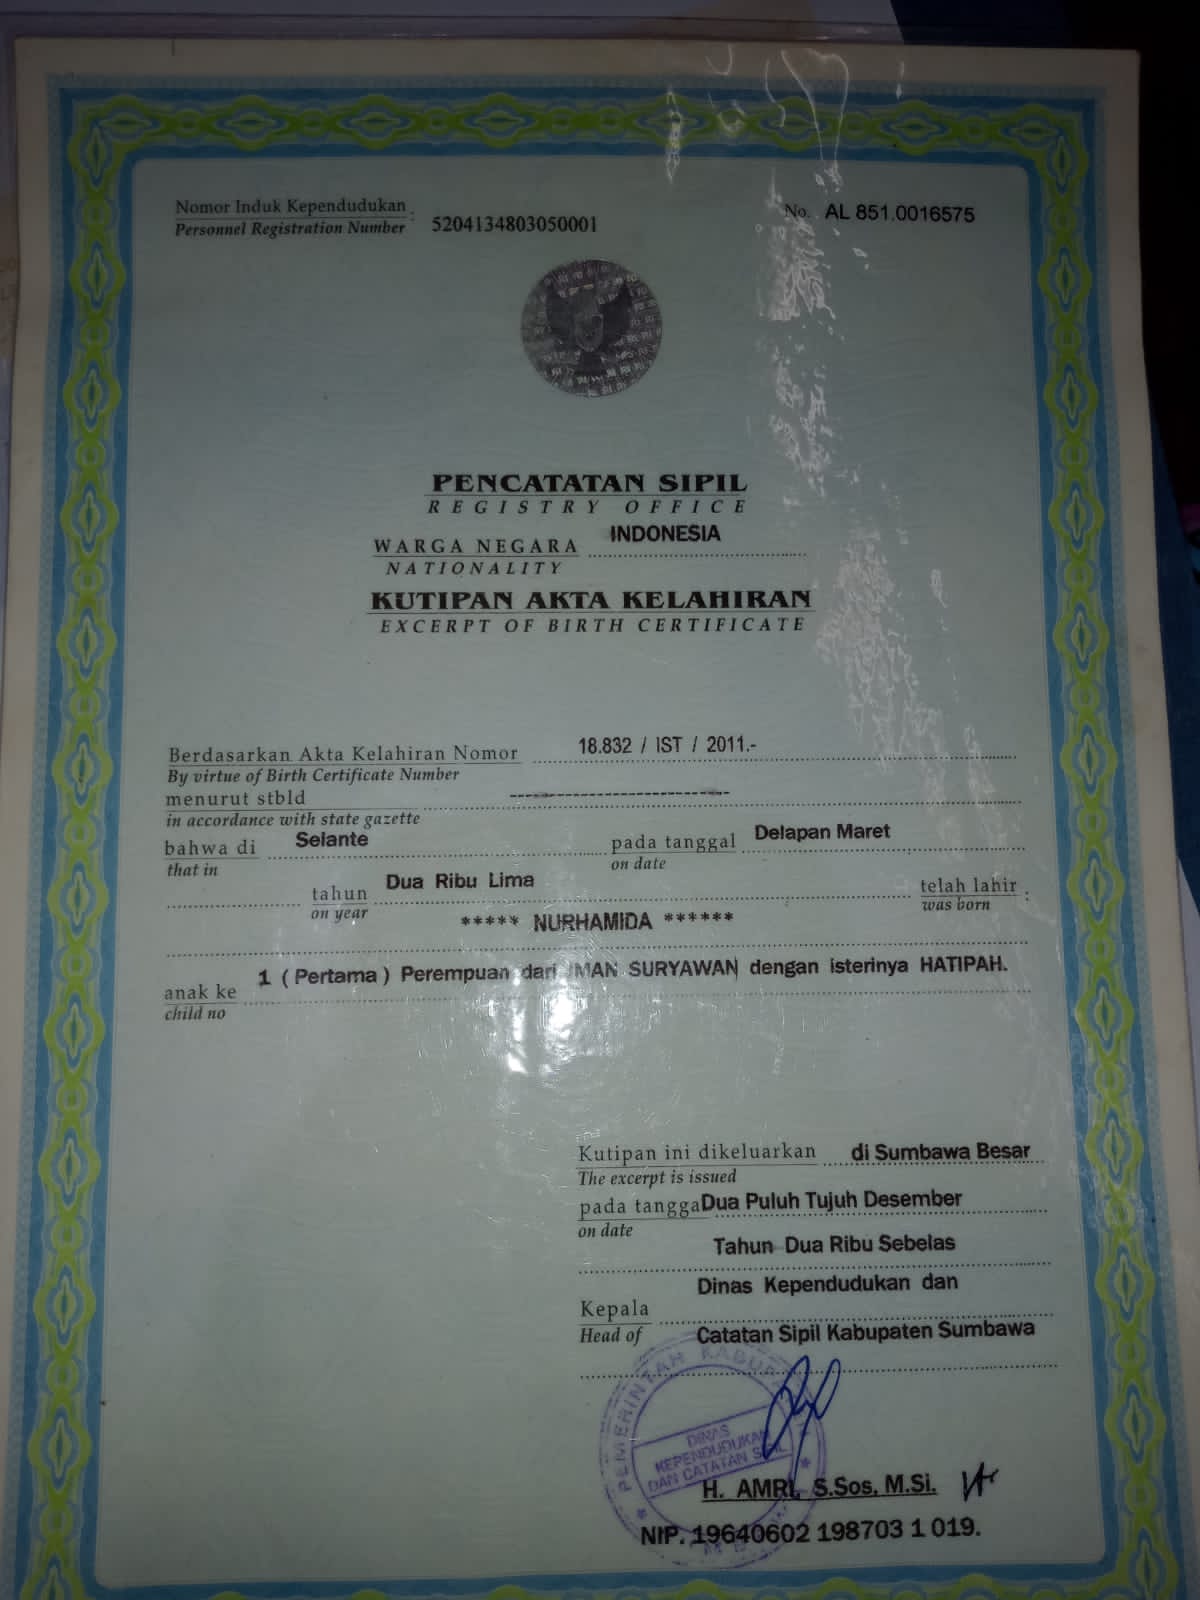 Nomor Induk Kependudukan : 5204134803050001
Personnel Registration Number
No. AL 851.0016575
PENCATATAN SIPIL
REGISTRY OFFICE
WARGA NEGARA INDONESIA
NATIONALITY
KUTIPAN AKTA KELAHIRAN
EXCERPT OF BIRTH CERTIFICATE
Berdasarkan Akta Kelahiran Nomor 18.832 / IST / 2011.-
By virtue of Birth Certificate Number
menurut stbld ------------------------------
in accordance with state gazette
bahwa di Selante pada tanggal Delapan Maret
that in on date
tahun Dua Ribu Lima telah lahir :
on year was born
***** NURHAMIDA ******
anak ke 1 ( Pertama ) Perempuan dari IMAN SURYAWAN dengan isterinya HATIPAH.
child no
Kutipan ini dikeluarkan di Sumbawa Besar
The excerpt is issued
pada tangga Dua Puluh Tujuh Desember
on date
Tahun Dua Ribu Sebelas
Dinas Kependudukan dan
Kepala
Head of Catatan Sipil Kabupaten Sumbawa
PEMERINTAH
DINAS
KEPENDUDUKAN
DAN CATATAN SIPIL
H. AMRI, S.Sos, M.Si.
NIP. 19640602 198703 1 019.